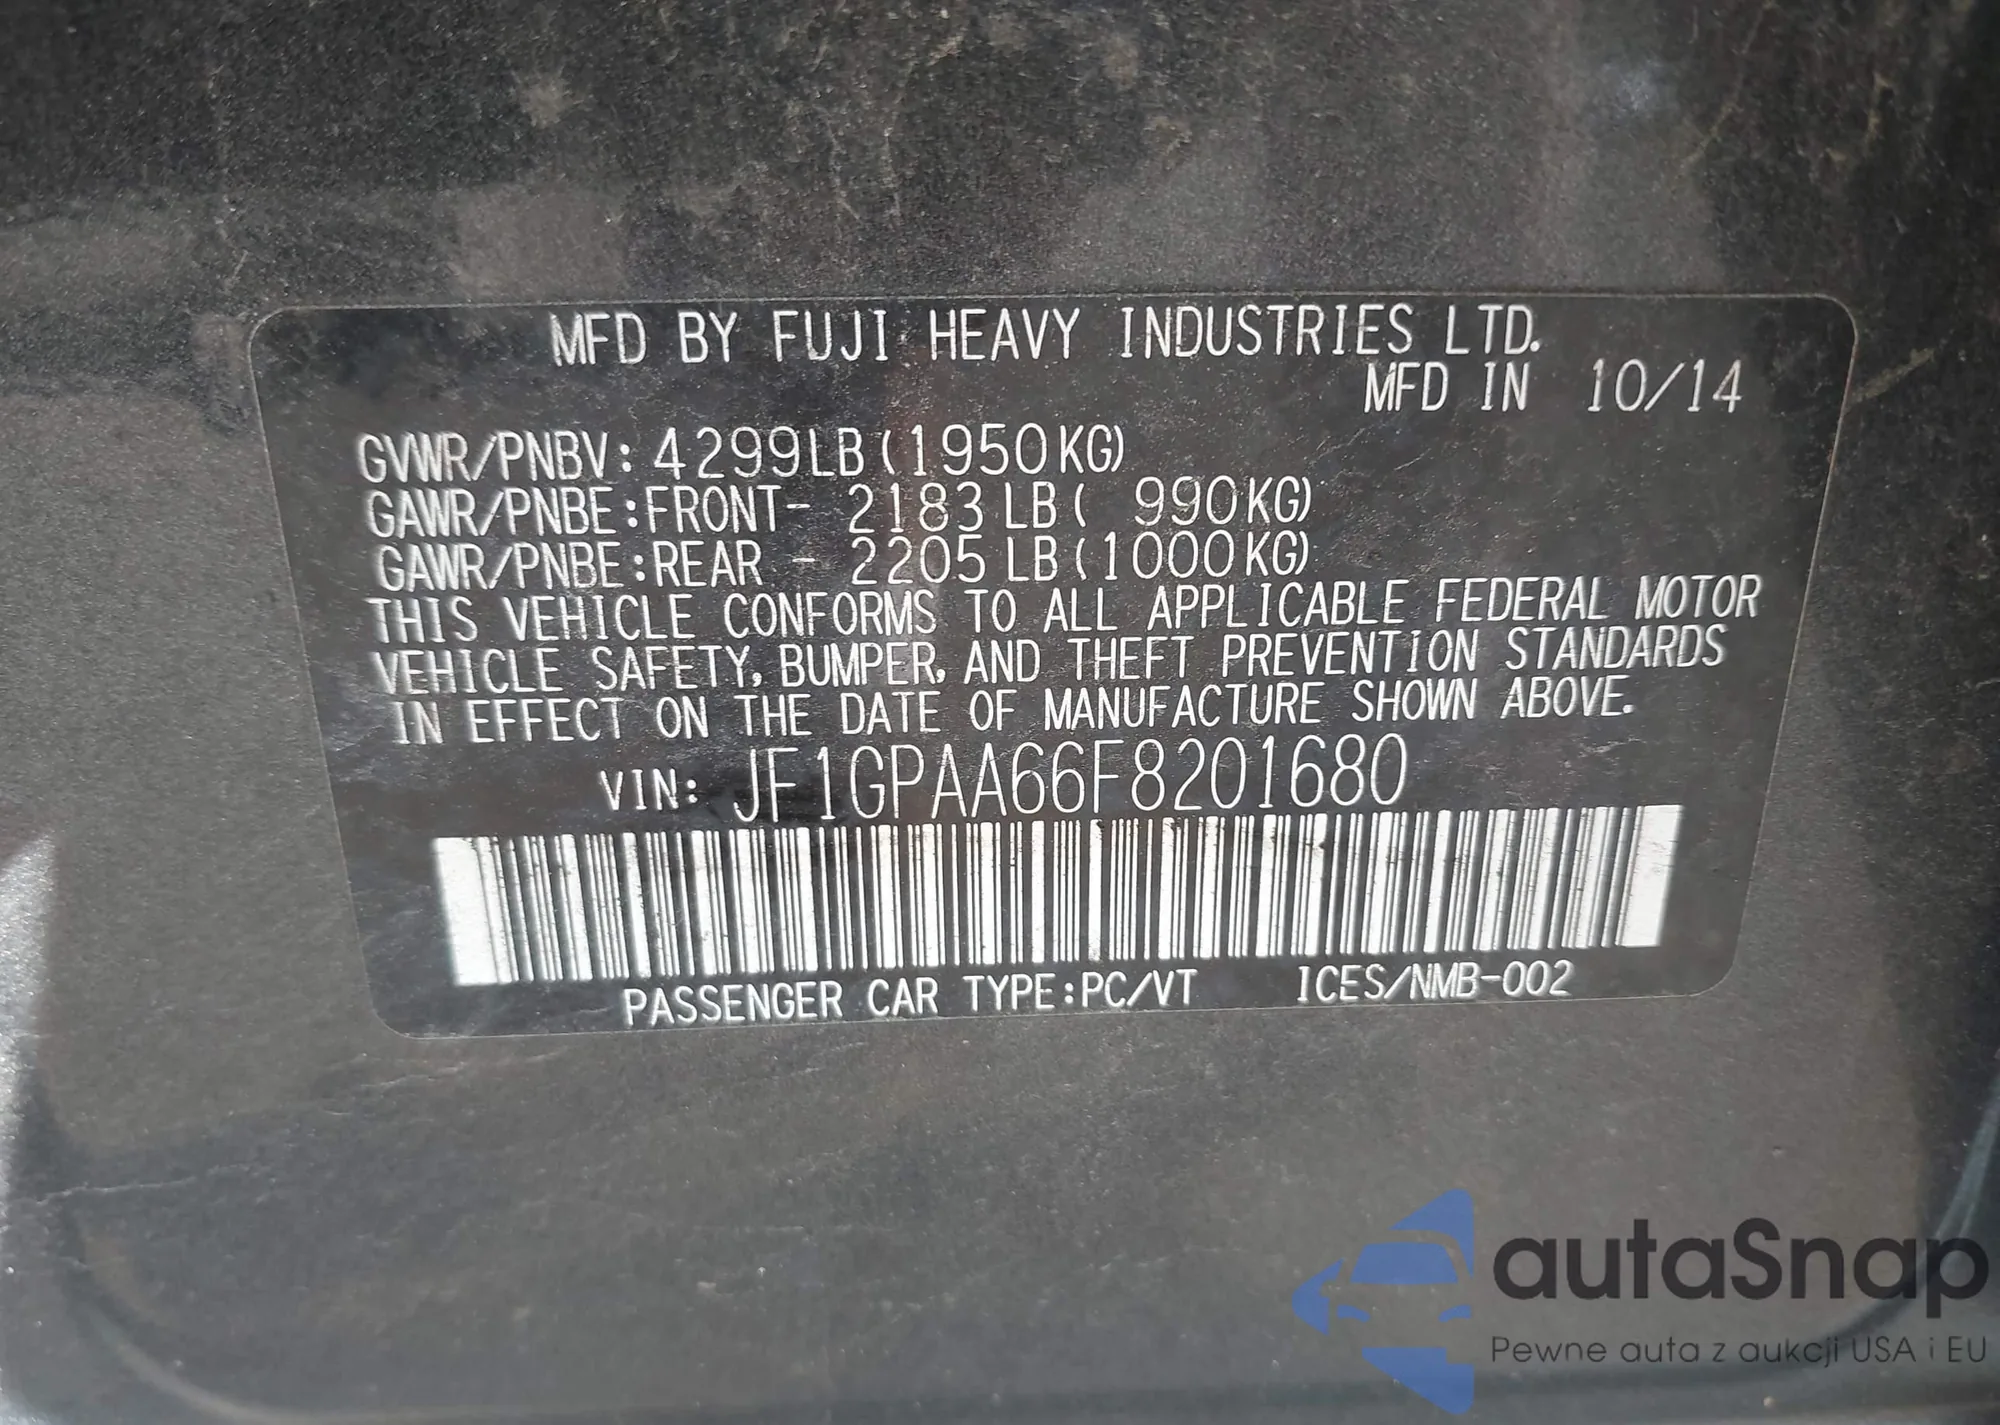 MFD BY FUJI HEAVY INDUSTRIES LTD.
MFD IN 10/14
GVWR/PNBV: 4299LB(1950KG)
GAWR/PNBE:FRONT- 2183LB( 990KG)
GAWR/PNBE:REAR - 2205LB(1000KG)
THIS VEHICLE CONFORMS TO ALL APPLICABLE FEDERAL MOTOR
VEHICLE SAFETY, BUMPER, AND THEFT PREVENTION STANDARDS
IN EFFECT ON THE DATE OF MANUFACTURE SHOWN ABOVE.
VIN: JF1GPAA66F8201680
PASSENGER CAR TYPE:PC/VT ICES/NMB-002
autaSnap
Pewne auta z aukcji USA i EU